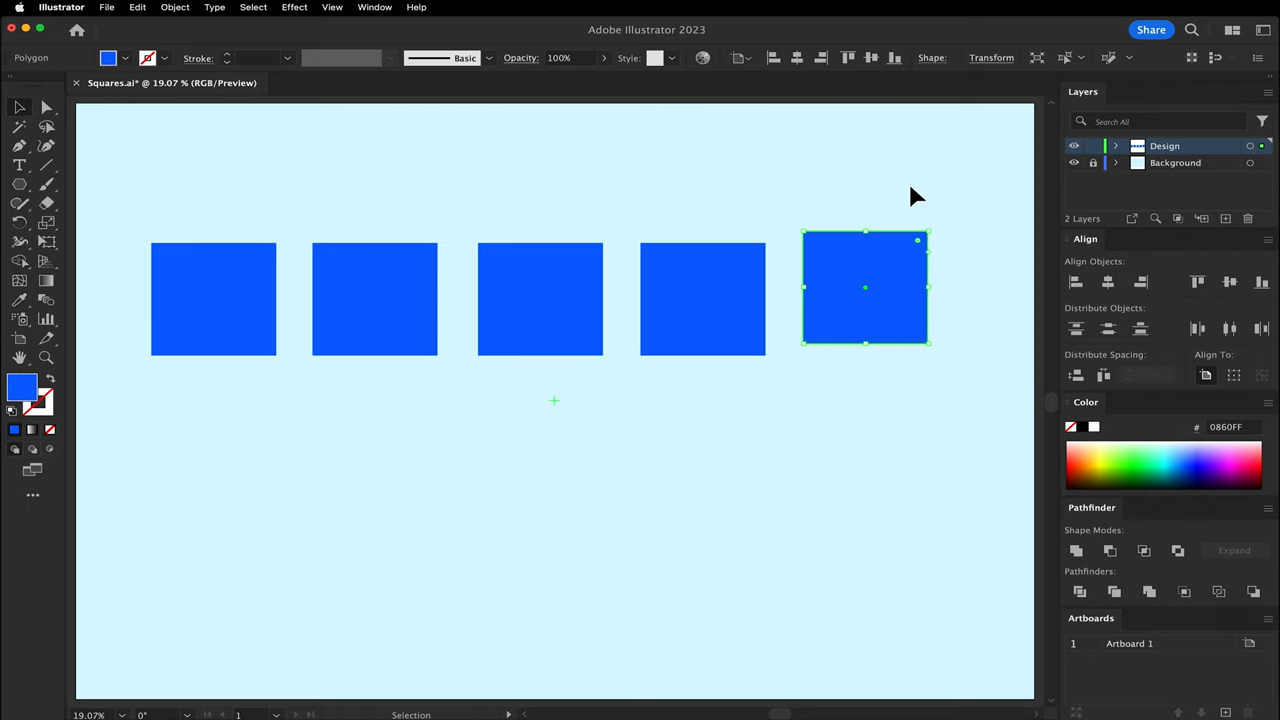 Illustrator File Edit Object Type Select Effect View Window Help
Adobe Illustrator 2023
Share
Polygon Stroke: Basic Opacity: 100% Style: Shape: Transform
Squares.ai* @ 19.07 % (RGB/Preview)
Layers
Search All
Design
Background
2 Layers
Align
Align Objects:
Distribute Objects:
Distribute Spacing: Align To:
Color
# 0860FF
Pathfinder
Shape Modes:
Expand
Pathfinders:
Artboards
1 Artboard 1
19.07% 0° 1 Selection